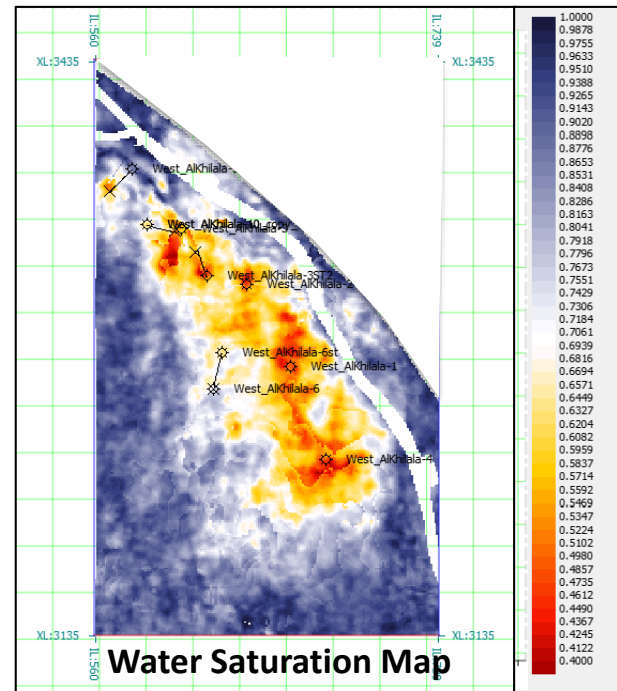 IL:560
IL:739
XL:3435
XL:3435
West_AlKhilala-
West_AlKhilala-10_copy
West_AlKhilala-3ST2
West_AlKhilala-2
West_AlKhilala-6st
West_AlKhilala-1
West_AlKhilala-6
West_AlKhilala-4
XL:3135
XL:3135
IL:560
IL:739
Water Saturation Map
1.0000
0.9878
0.9755
0.9633
0.9510
0.9388
0.9265
0.9143
0.9020
0.8898
0.8776
0.8653
0.8531
0.8408
0.8286
0.8163
0.8041
0.7918
0.7796
0.7673
0.7551
0.7429
0.7306
0.7184
0.7061
0.6939
0.6816
0.6694
0.6571
0.6449
0.6327
0.6204
0.6082
0.5959
0.5837
0.5714
0.5592
0.5469
0.5347
0.5224
0.5102
0.4980
0.4857
0.4735
0.4612
0.4490
0.4367
0.4245
0.4122
0.4000